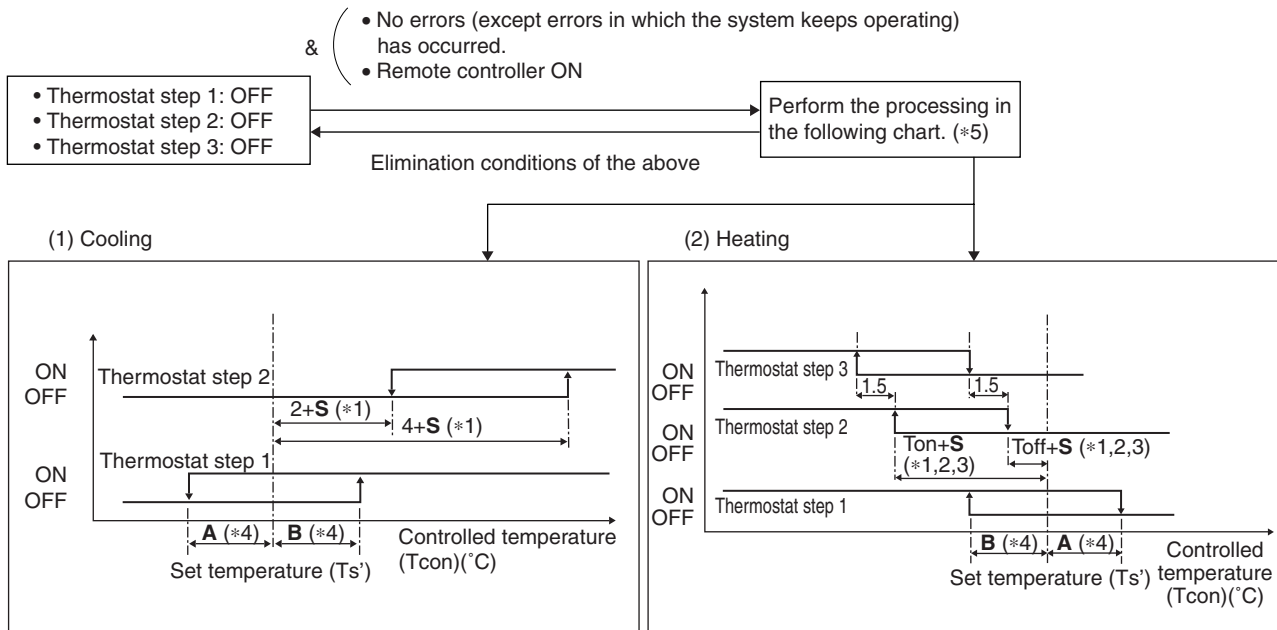 • No errors (except errors in which the system keeps operating)
has occurred.
&
• Remote controller ON
• Thermostat step 1: OFF
• Thermostat step 2: OFF
• Thermostat step 3: OFF
Perform the processing in
the following chart. (*5)
Elimination conditions of the above
(1) Cooling
ON
OFF
Thermostat step 2
2+S (*1)
4+S (*1)
Thermostat step 1
ON
OFF
A (*4)
B (*4)
Controlled temperature
(Tcon)(˚C)
Set temperature (Ts’)
(2) Heating
ON
OFF
Thermostat step 3
1.5
1.5
Thermostat step 2
ON
OFF
Ton+S
(*1,2,3)
Toff+S (*1,2,3)
ON
OFF
Thermostat step 1
B (*4)
A (*4)
Controlled
temperature
(Tcon)(˚C)
Set temperature (Ts’)